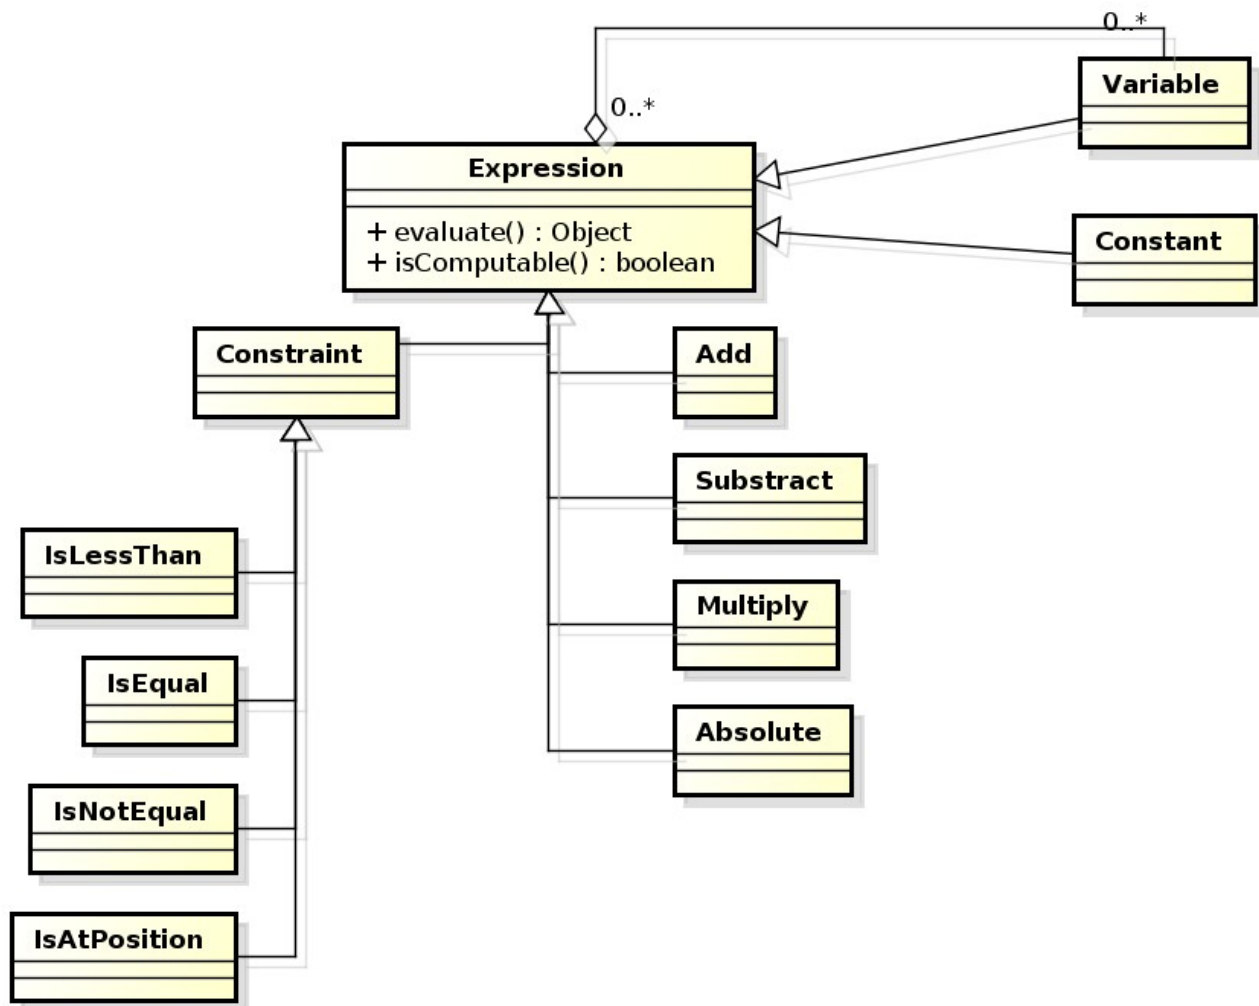 0..*
Variable
0..*
Expression
+ evaluate() : Object
+ isComputable() : boolean
Constant
Constraint
Add
Substract
IsLessThan
Multiply
IsEqual
Absolute
IsNotEqual
IsAtPosition